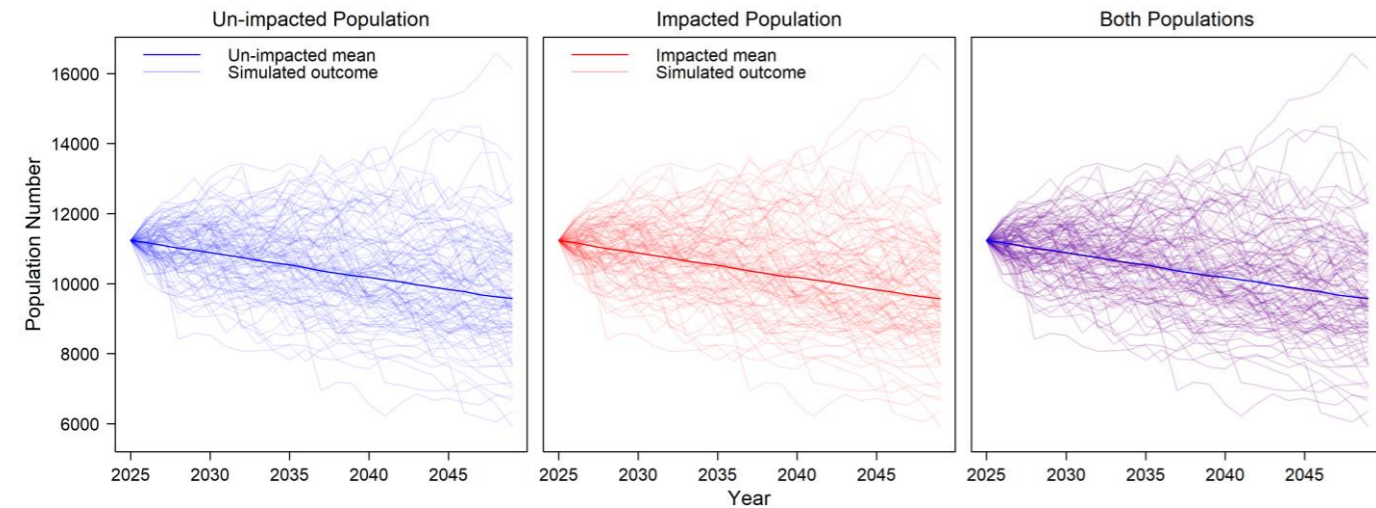 Un-impacted Population
Impacted Population
Both Populations
Un-impacted mean
Simulated outcome
Impacted mean
Simulated outcome
Population Number
16000
14000
12000
10000
8000
6000
2025 2030 2035 2040 2045
2025 2030 2035 2040 2045
2025 2030 2035 2040 2045
Year